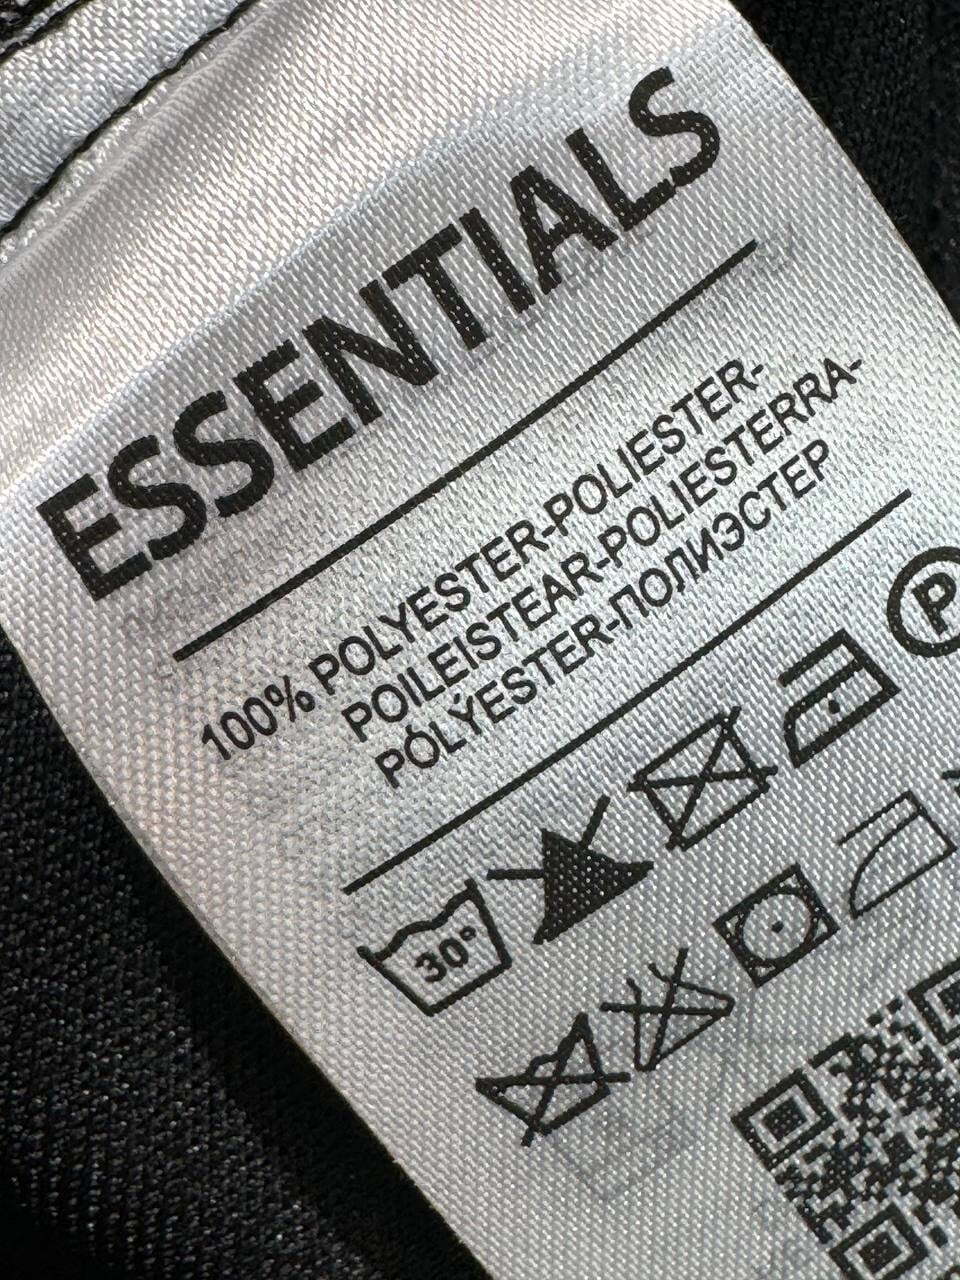 ESSENTIALS
100% POLYESTER-POLIESTER-
POILEISTEAR-POLIESTERRA-
PÓLÝESTER-ПОЛИЭСТЕР
P
30°